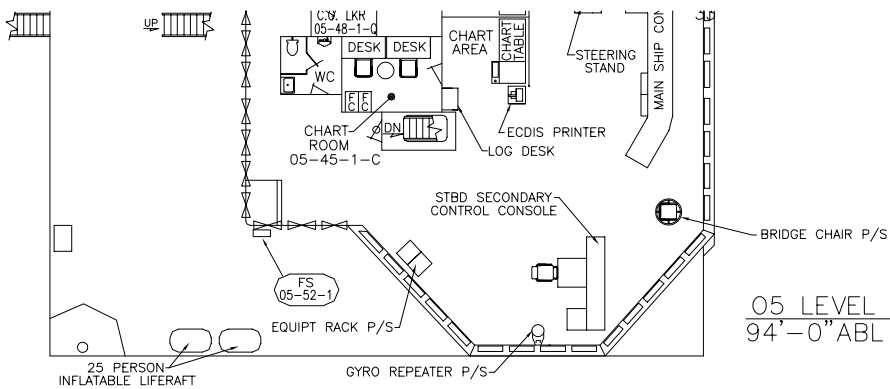 C.G. LKR
05-48-1-Q
UP
DESK
DESK
CHART
AREA
CHART
TABLE
STEERING
STAND
MAIN SHIP CON
WC
F
C
F
C
CHART
ROOM
05-45-1-C
DN
ECDIS PRINTER
LOG DESK
STBD SECONDARY
CONTROL CONSOLE
BRIDGE CHAIR P/S
FS
05-52-1
EQUIPT RACK P/S
05 LEVEL
94'-0"ABL
25 PERSON
INFLATABLE LIFERAFT
GYRO REPEATER P/S